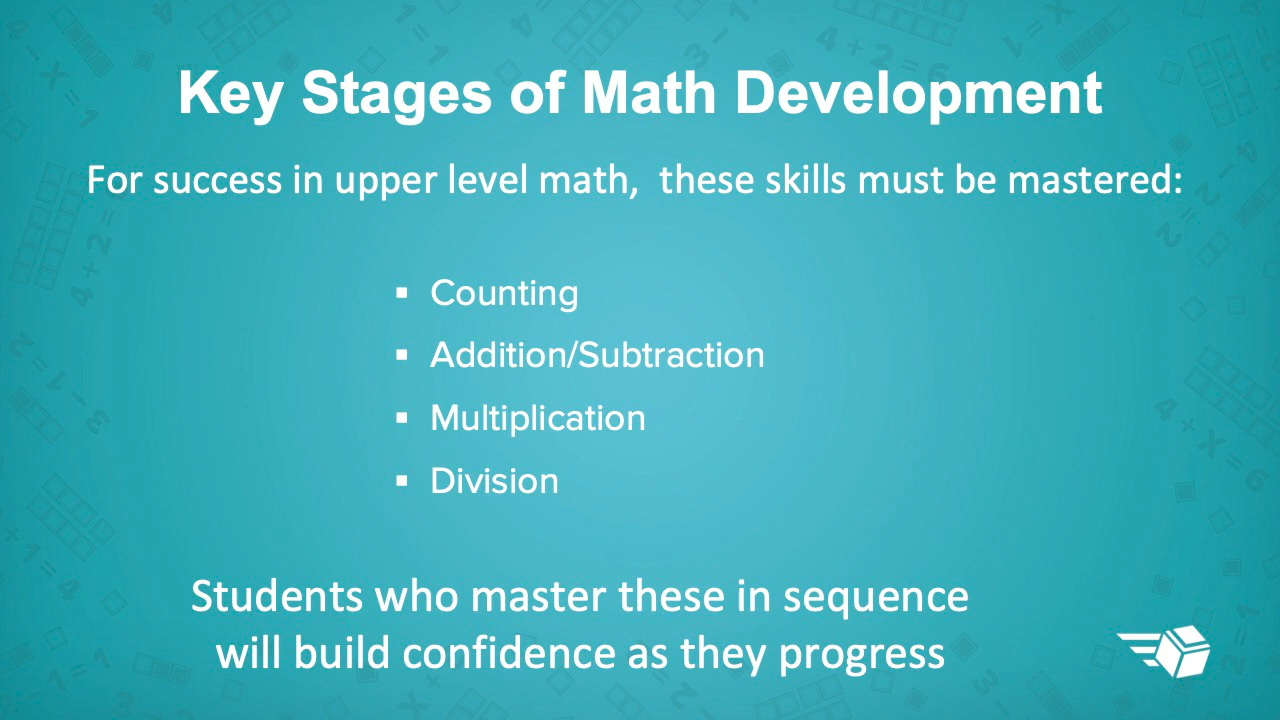 Key Stages of Math Development
For success in upper level math,  these skills must be mastered:
▪ Counting
▪ Addition/Subtraction
▪ Multiplication
▪ Division
Students who master these in sequence
will build confidence as they progress